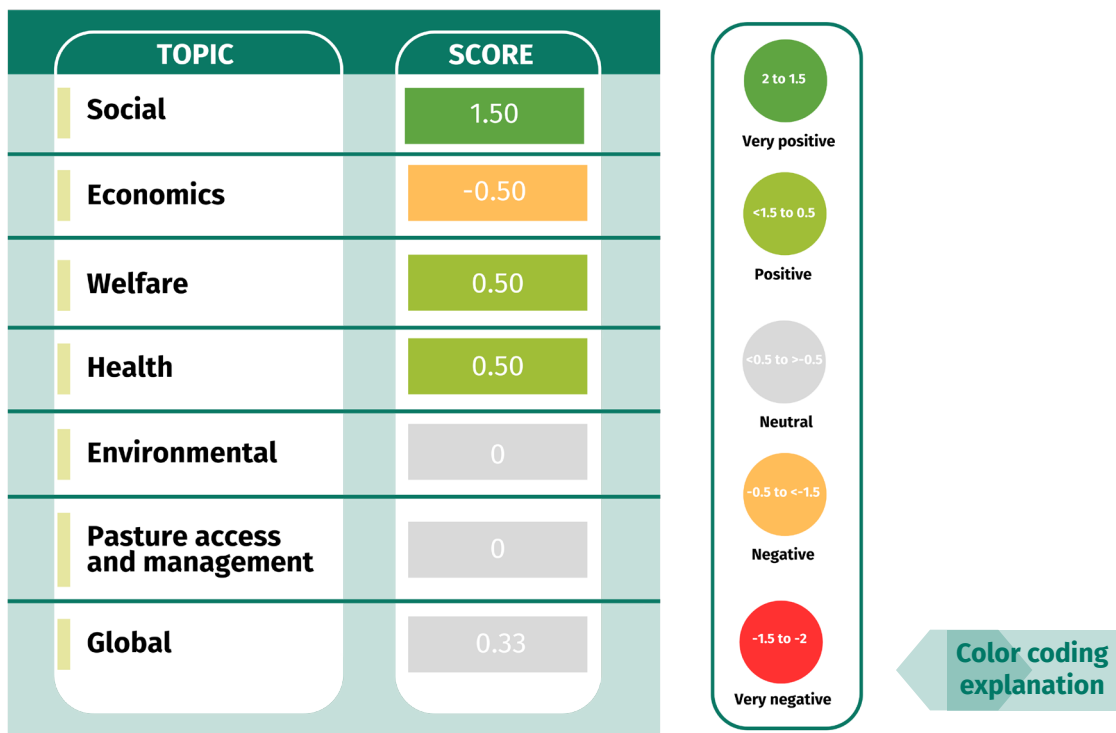 TOPIC
SCORE
Social
1.50
Economics
-0.50
Welfare
0.50
Health
0.50
Environmental
0
Pasture access
and management
0
Global
0.33
2 to 1.5
Very positive
<1.5 to 0.5
Positive
<0.5 to >-0.5
Neutral
-0.5 to <-1.5
Negative
-1.5 to -2
Very negative
Color coding
explanation